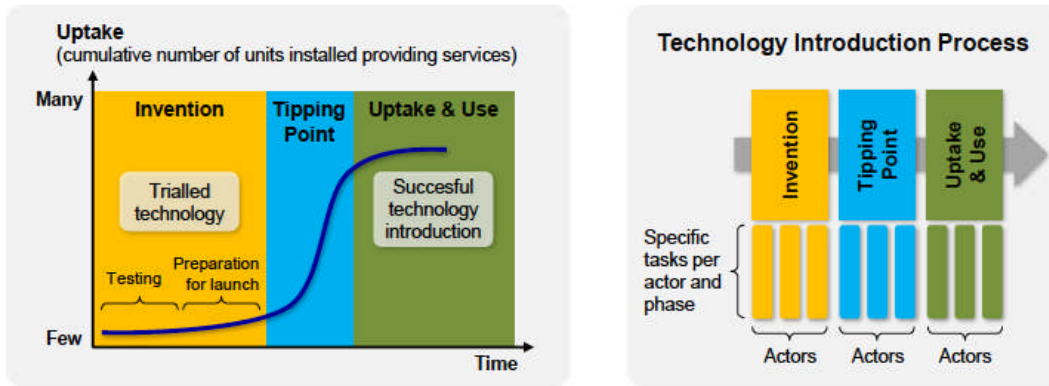 Uptake
(cumulative number of units installed providing services)
Many
Invention
Tipping
Point
Uptake & Use
Trialled
technology
Succesful
technology
introduction
Testing
Preparation
for launch
Few
Time
Technology Introduction Process
Invention
Tipping
Point
Uptake
& Use
Specific
tasks per
actor and
phase
Actors
Actors
Actors